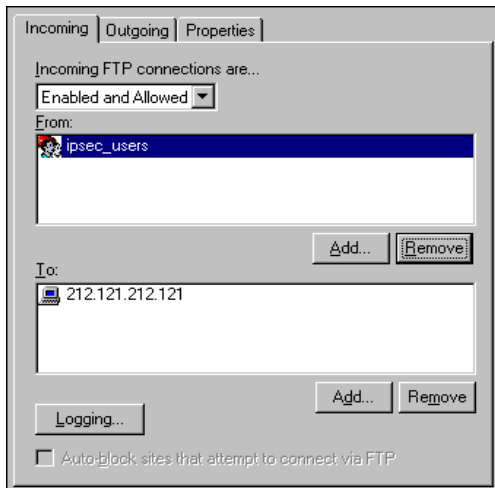 Incoming Outgoing Properties
Incoming FTP connections are...
Enabled and Allowed
From:
ipsec_users
Add... Remove
To:
212.121.212.121
Add... Remove
Logging...
Auto-block sites that attempt to connect via FTP